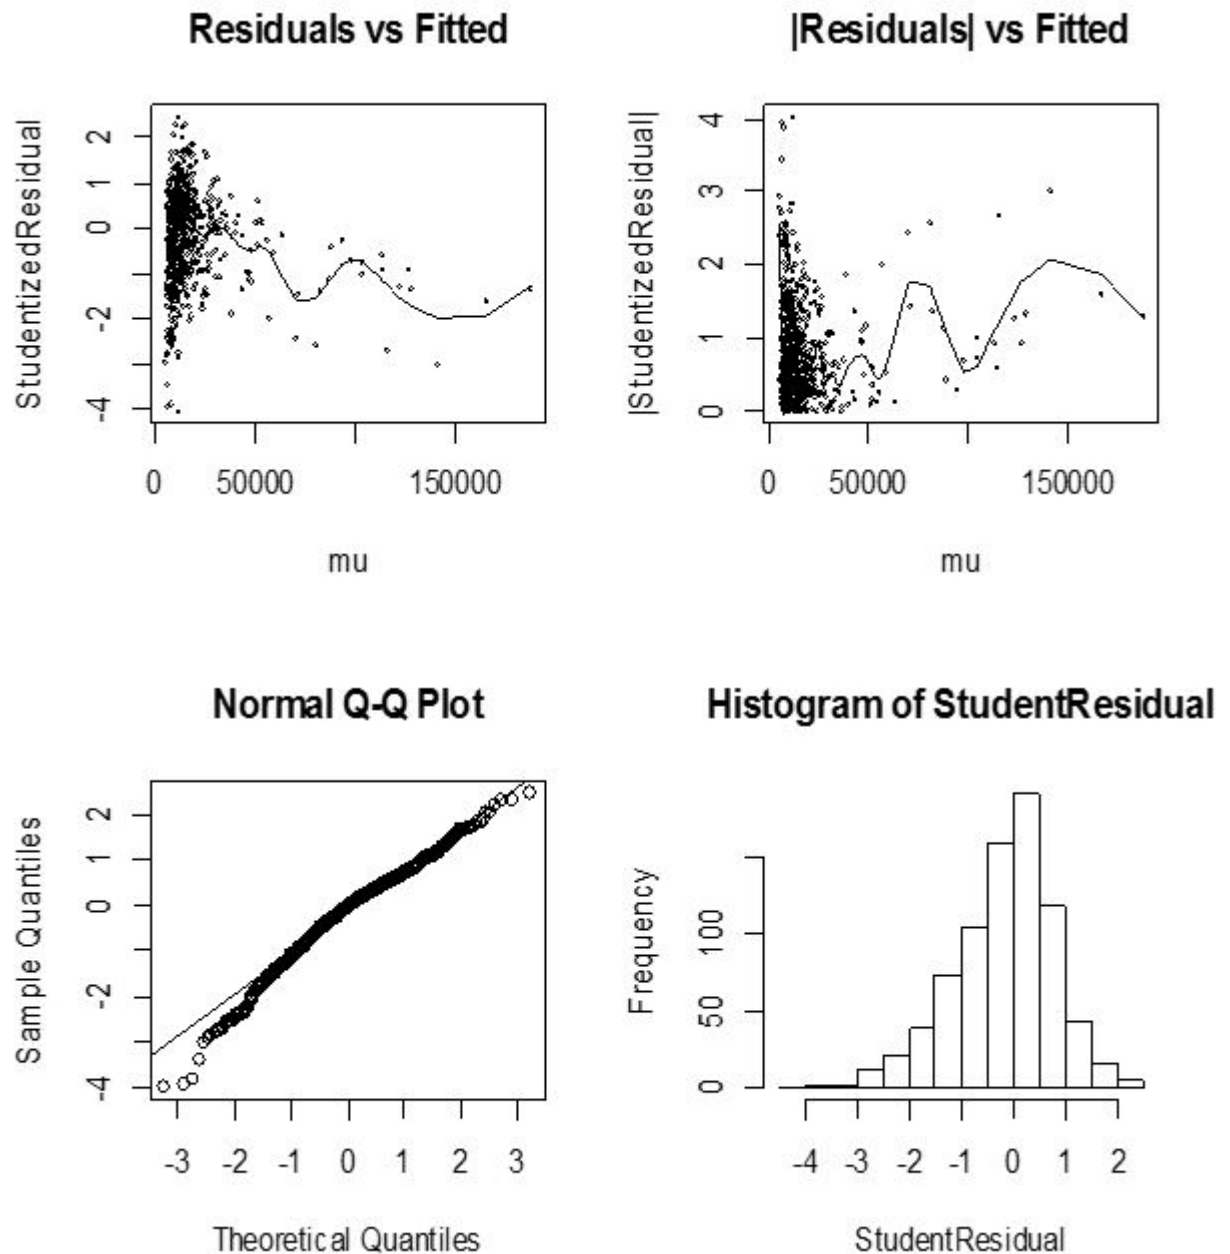 Residuals vs Fitted
StudentizedResidual
2
1
0
-2
-4
0 50000 150000
mu
|Residuals| vs Fitted
|StudentizedResidual|
4
3
2
1
0
0 50000 150000
mu
Normal Q-Q Plot
Sample Quantiles
2
1
0
-2
-4
-3 -2 -1 0 1 2 3
Theoretical Quantiles
Histogram of StudentResidual
Frequency
100
50
0
-4 -3 -2 -1 0 1 2
StudentResidual